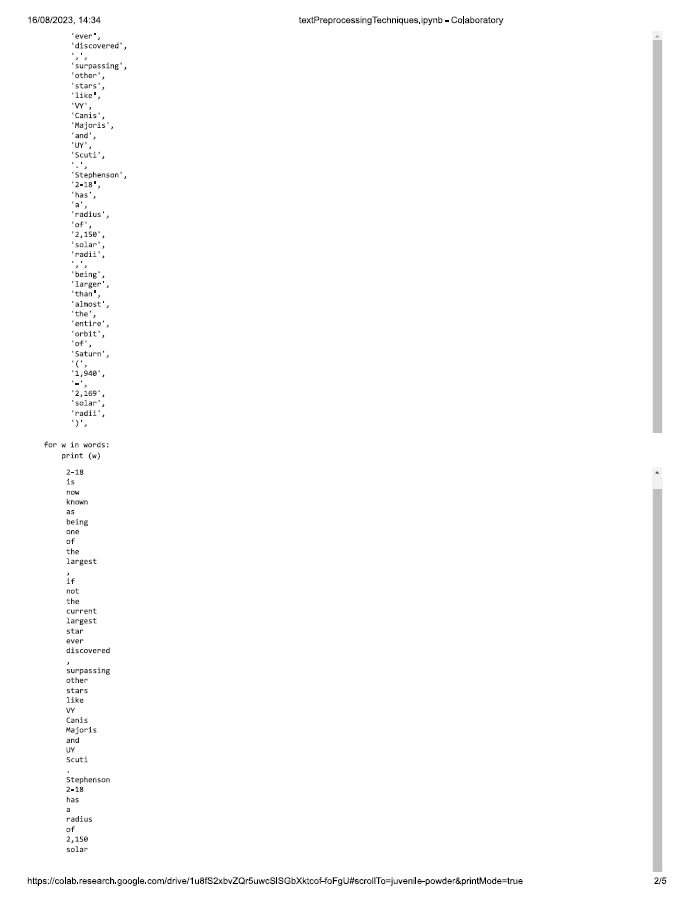 16/08/2023, 14:34 textPreprocessingTechniques.ipynb - Colaboratory
'ever',
'discovered',
',',
'surpassing',
'other',
'stars',
'like',
'VY',
'Canis',
'Majoris',
'and',
'UY',
'Scuti',
'.',
'Stephenson',
'2-18',
'has',
'a',
'radius',
'of',
'2,150',
'solar',
'radii',
',',
'being',
'larger',
'than',
'almost',
'the',
'entire',
'orbit',
'of',
'Saturn',
'(',
'1,940',
'–',
'2,169',
'solar',
'radii',
')',
for w in words:
print (w)
2-18
is
now
known
as
being
one
of
the
largest
,
if
not
the
current
largest
star
ever
discovered
,
surpassing
other
stars
like
VY
Canis
Majoris
and
UY
Scuti
.
Stephenson
2-18
has
a
radius
of
2,150
solar
https://colab.research.google.com/drive/1u8fS2xbvZQr5uwcSlSGbXktcof-foFgU#scrollTo=juvenile-powder&printMode=true 2/5